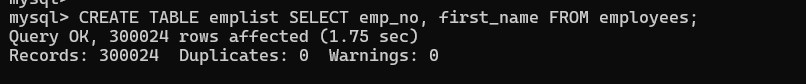 mysql> CREATE TABLE emplist SELECT emp_no, first_name FROM employees;
Query OK, 300024 rows affected (1.75 sec)
Records: 300024  Duplicates: 0  Warnings: 0